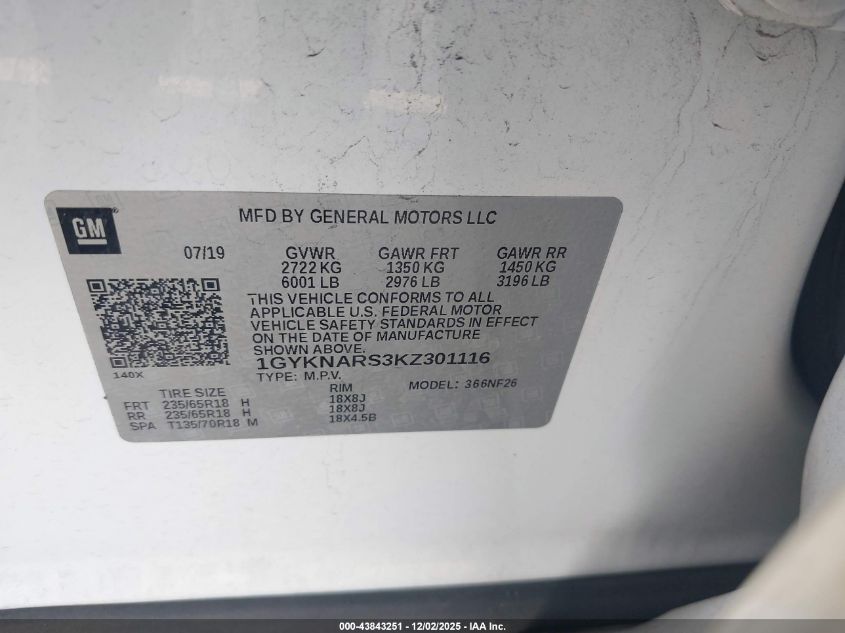 GM
MFD BY GENERAL MOTORS LLC
07/19 GVWR GAWR FRT GAWR RR
2722 KG 1350 KG 1450 KG
6001 LB 2976 LB 3196 LB
THIS VEHICLE CONFORMS TO ALL
APPLICABLE U.S. FEDERAL MOTOR
VEHICLE SAFETY STANDARDS IN EFFECT
ON THE DATE OF MANUFACTURE
SHOWN ABOVE.
1GYKNARS3KZ301116
140X TYPE: M.P.V. MODEL: 366NF26
TIRE SIZE RIM
FRT 235/65R18 H 18X8J
RR 235/65R18 H 18X8J
SPA T135/70R18 M 18X4.5B
000-43843251 - 12/02/2025 - IAA Inc.